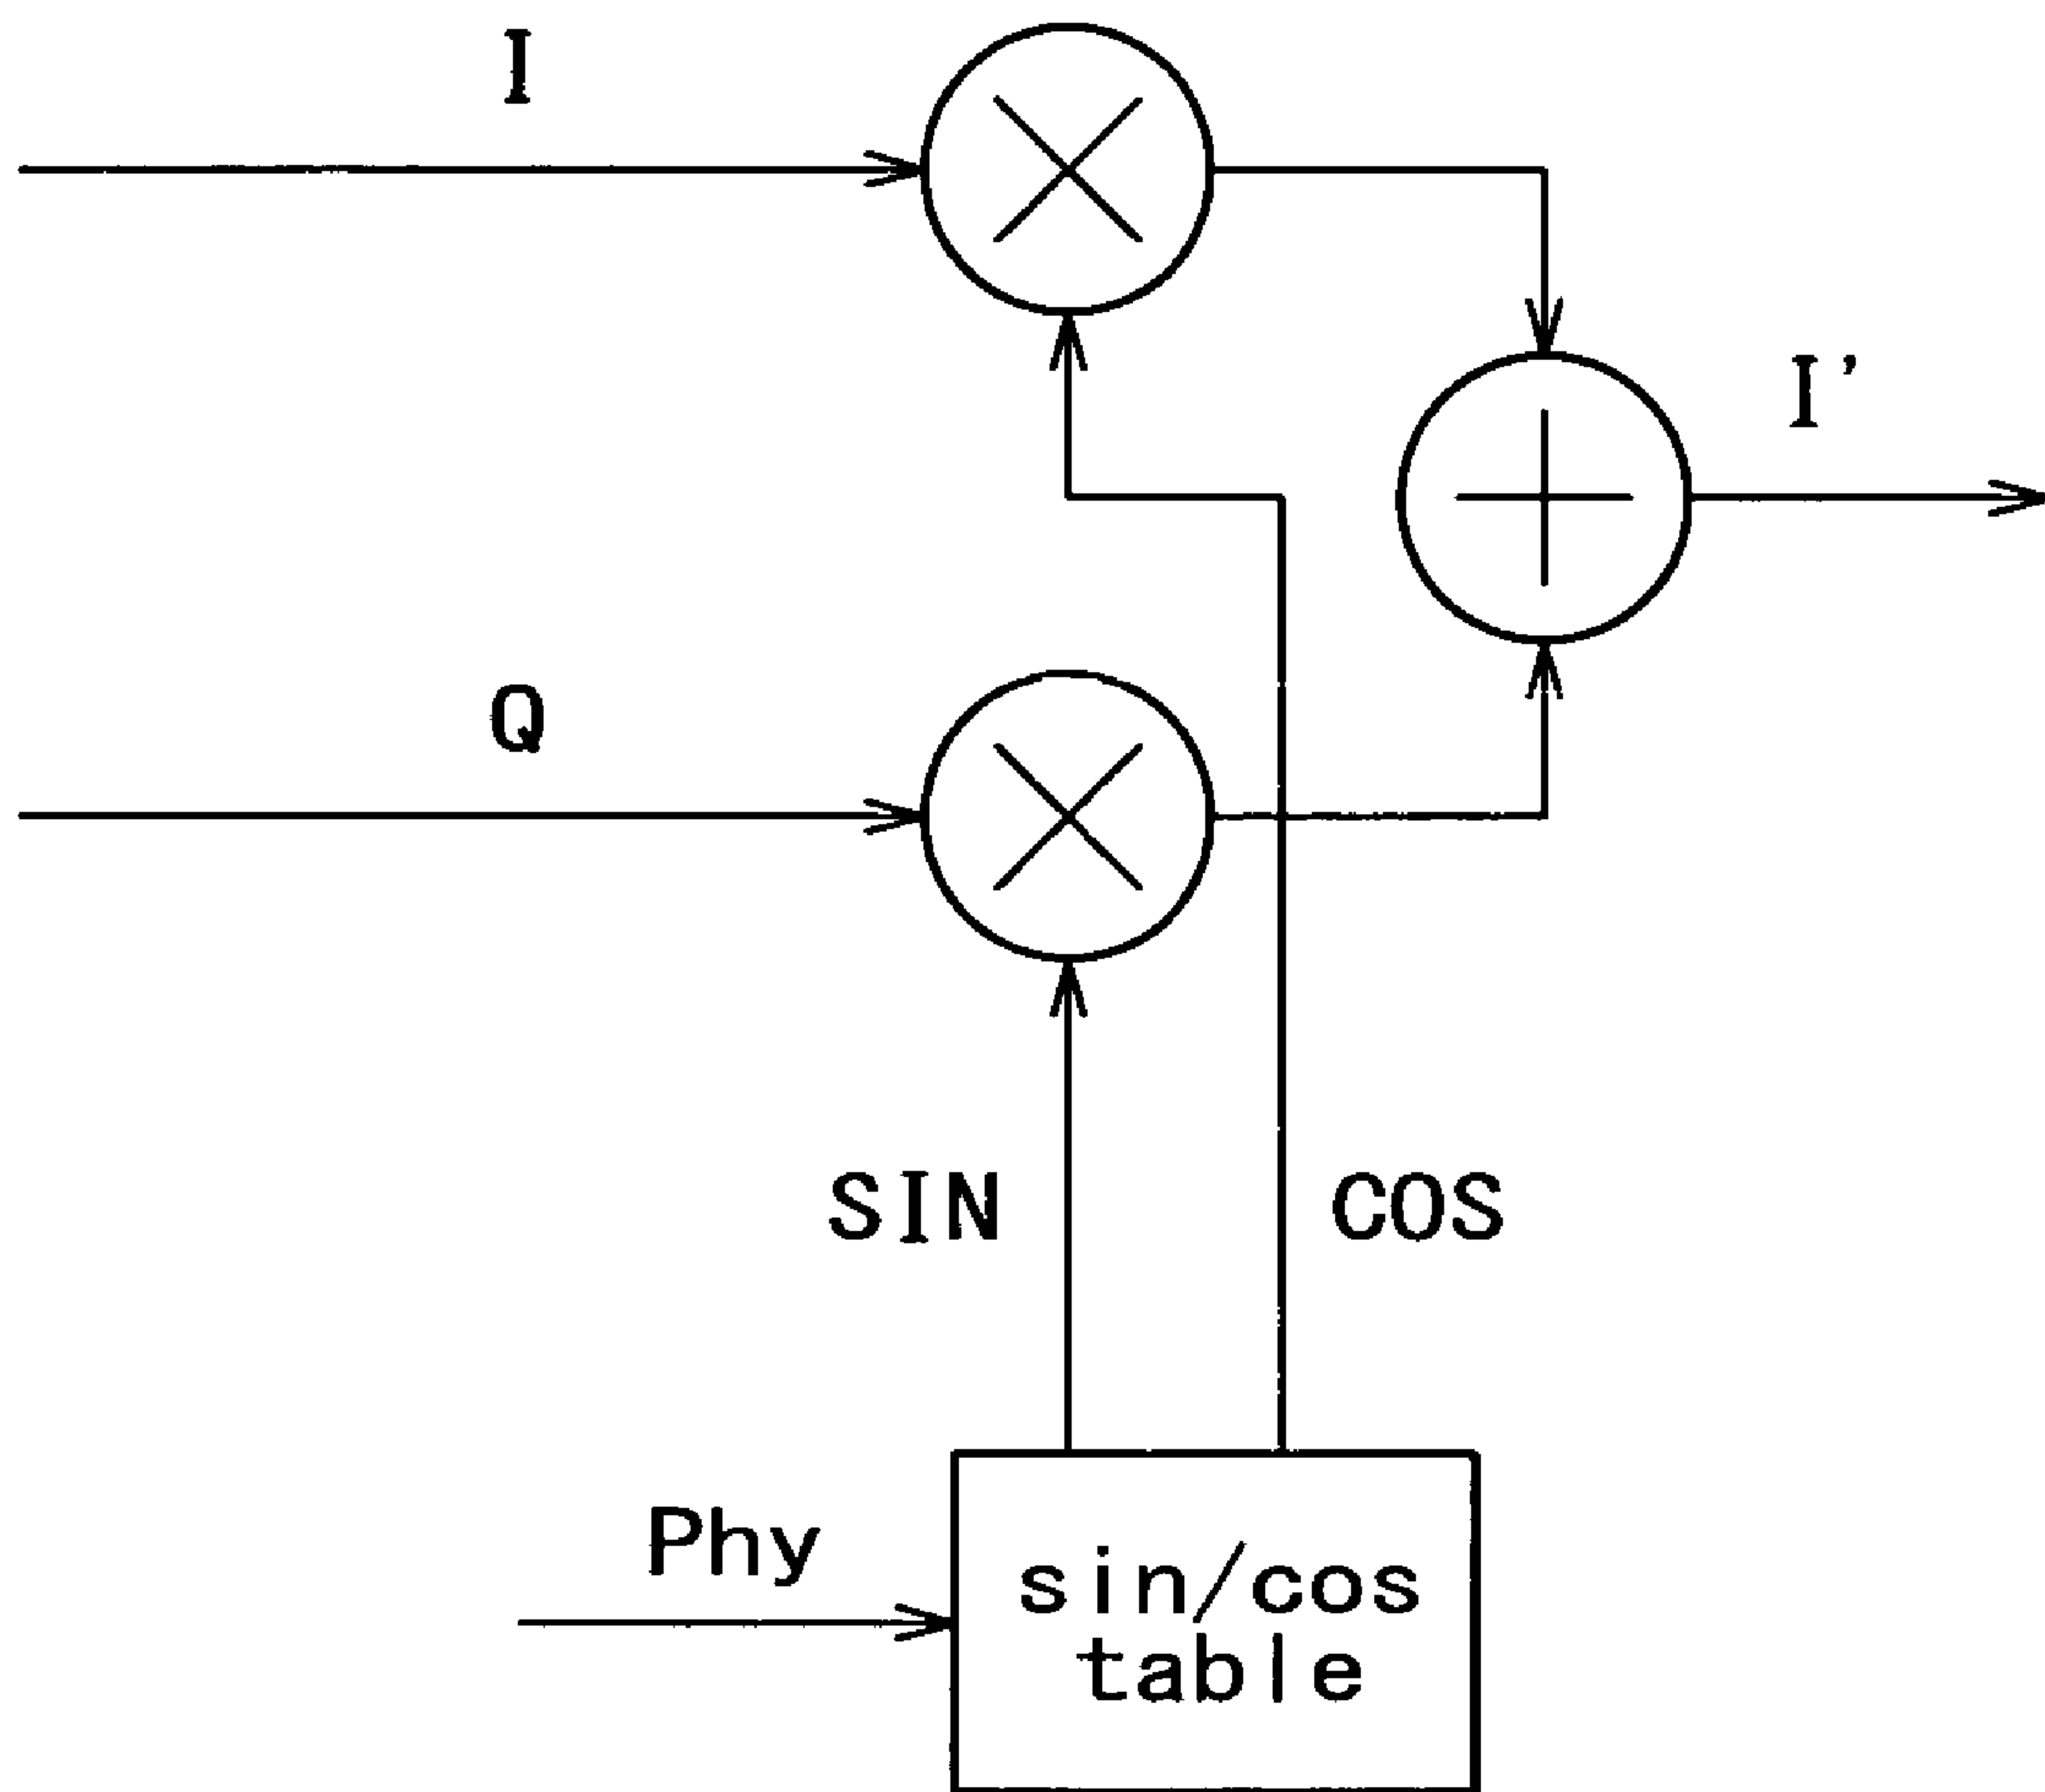 I
I'
Q
SIN
COS
Phy
sin/cos
table